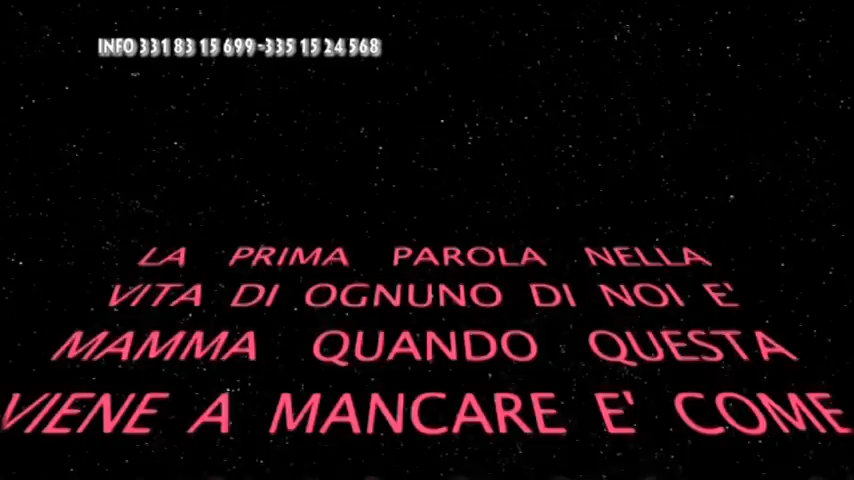 INFO 331 83 15 699 -335 15 24 568
LA PRIMA PAROLA NELLA
VITA DI OGNUNO DI NOI E'
MAMMA QUANDO QUESTA
VIENE A MANCARE E' COME